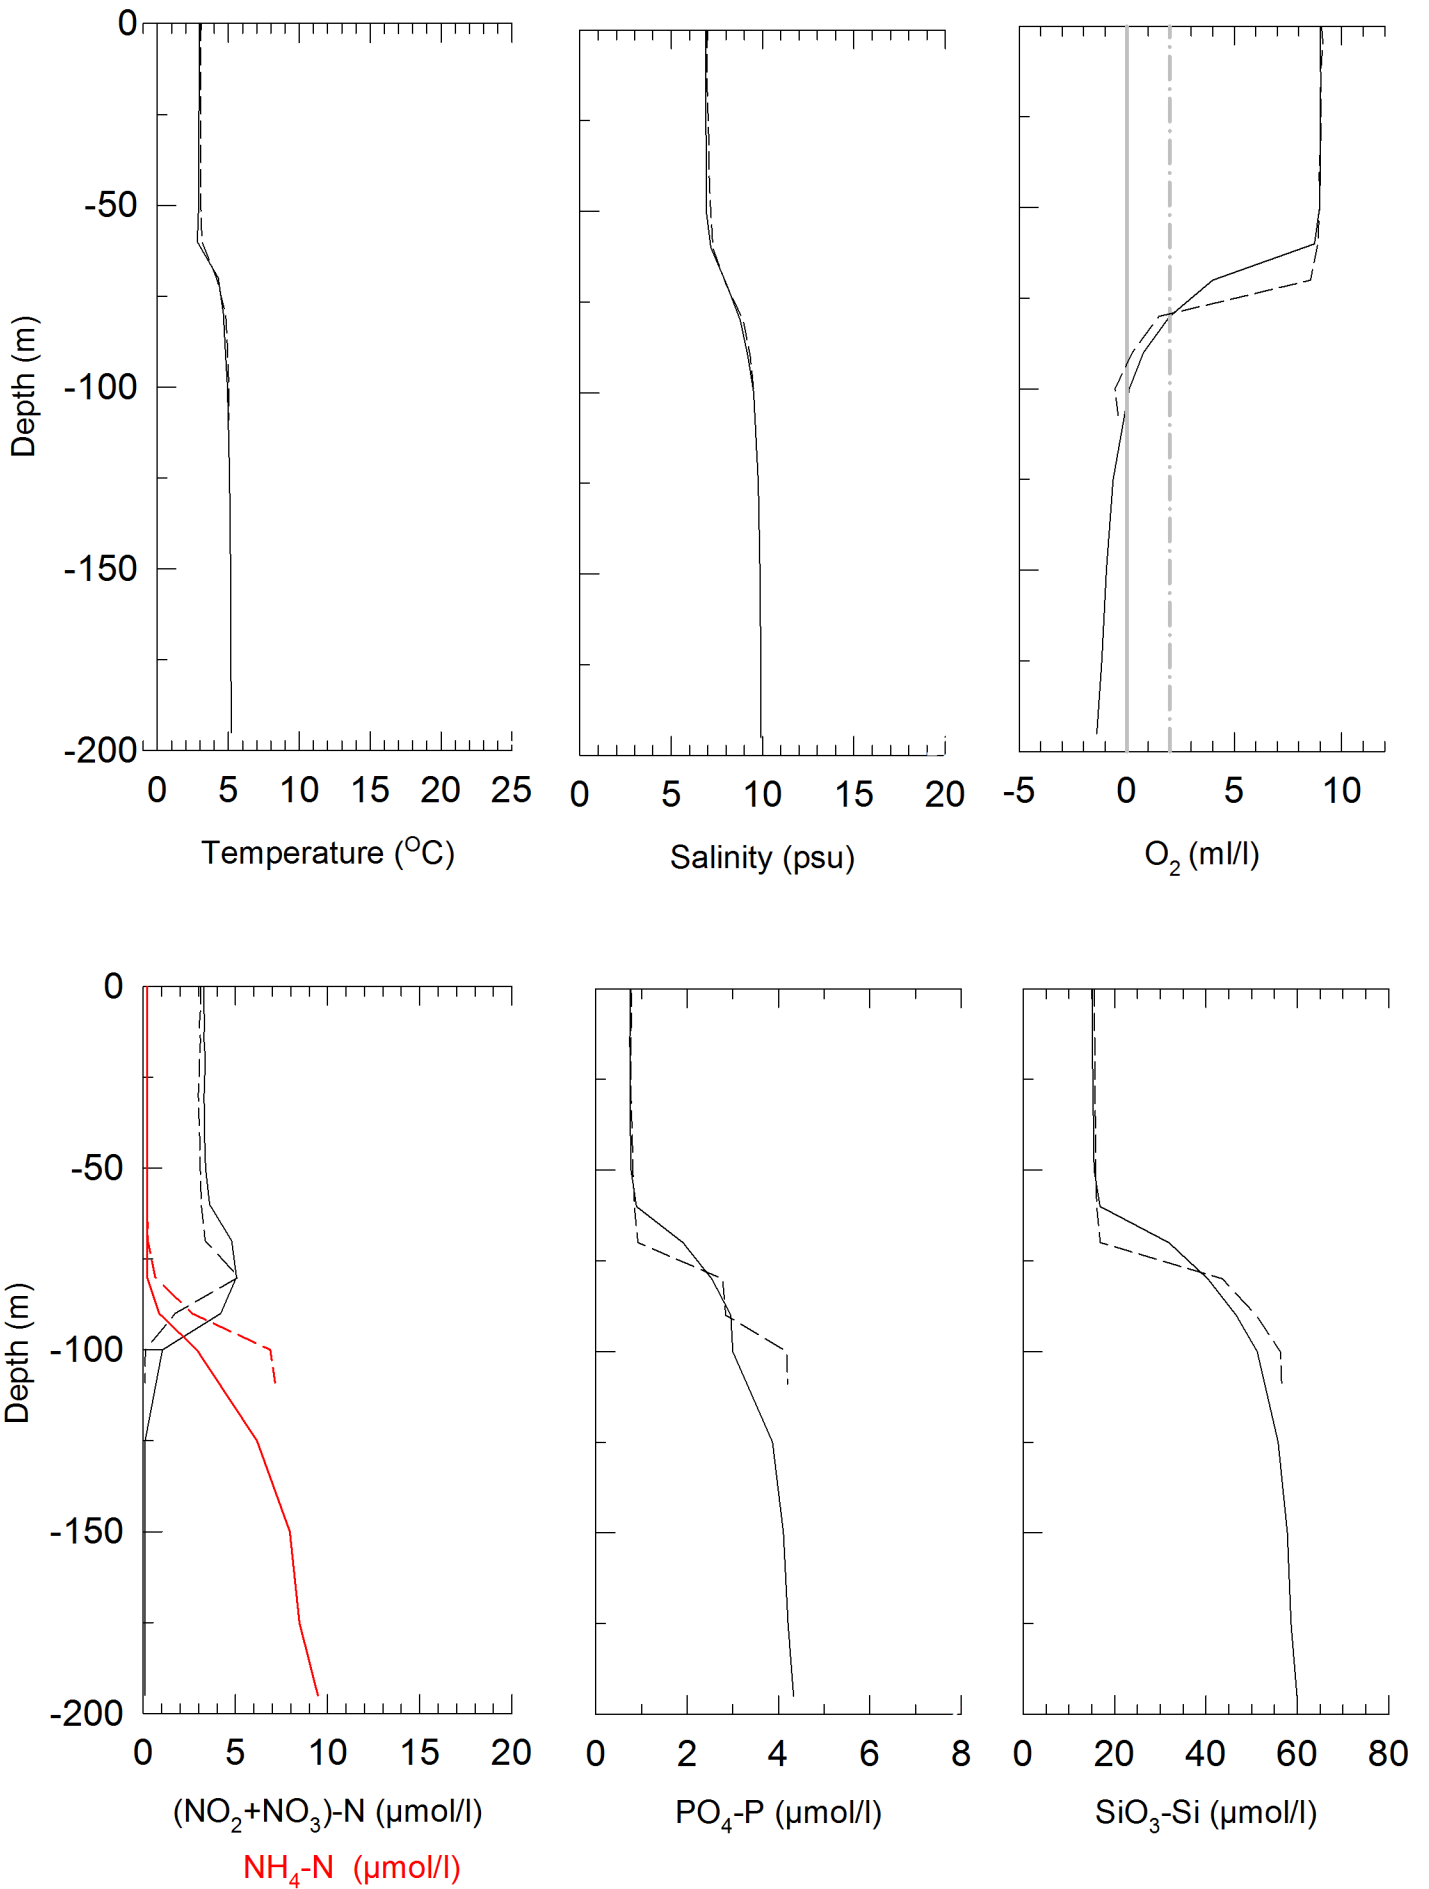 0
-50
-100
-150
-200
Depth (m)
0 5 10 15 20 25
Temperature (°C)
0 5 10 15 20
Salinity (psu)
-5 0 5 10
O₂ (ml/l)
0
-50
-100
-150
-200
Depth (m)
0 5 10 15 20
(NO₂+NO₃)-N (µmol/l)
NH₄-N (µmol/l)
0 2 4 6 8
PO₄-P (µmol/l)
0 20 40 60 80
SiO₃-Si (µmol/l)